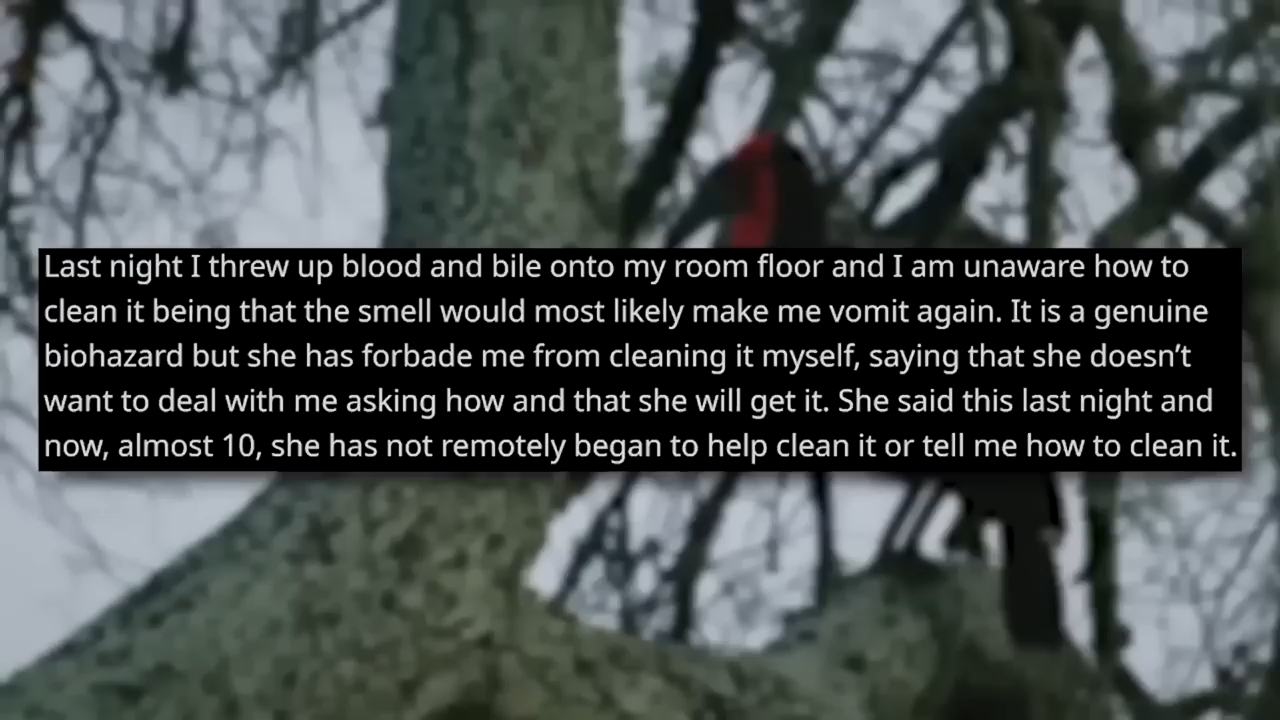 Last night I threw up blood and bile onto my room floor and I am unaware how to
clean it being that the smell would most likely make me vomit again. It is a genuine
biohazard but she has forbade me from cleaning it myself, saying that she doesn’t
want to deal with me asking how and that she will get it. She said this last night and
now, almost 10, she has not remotely began to help clean it or tell me how to clean it.